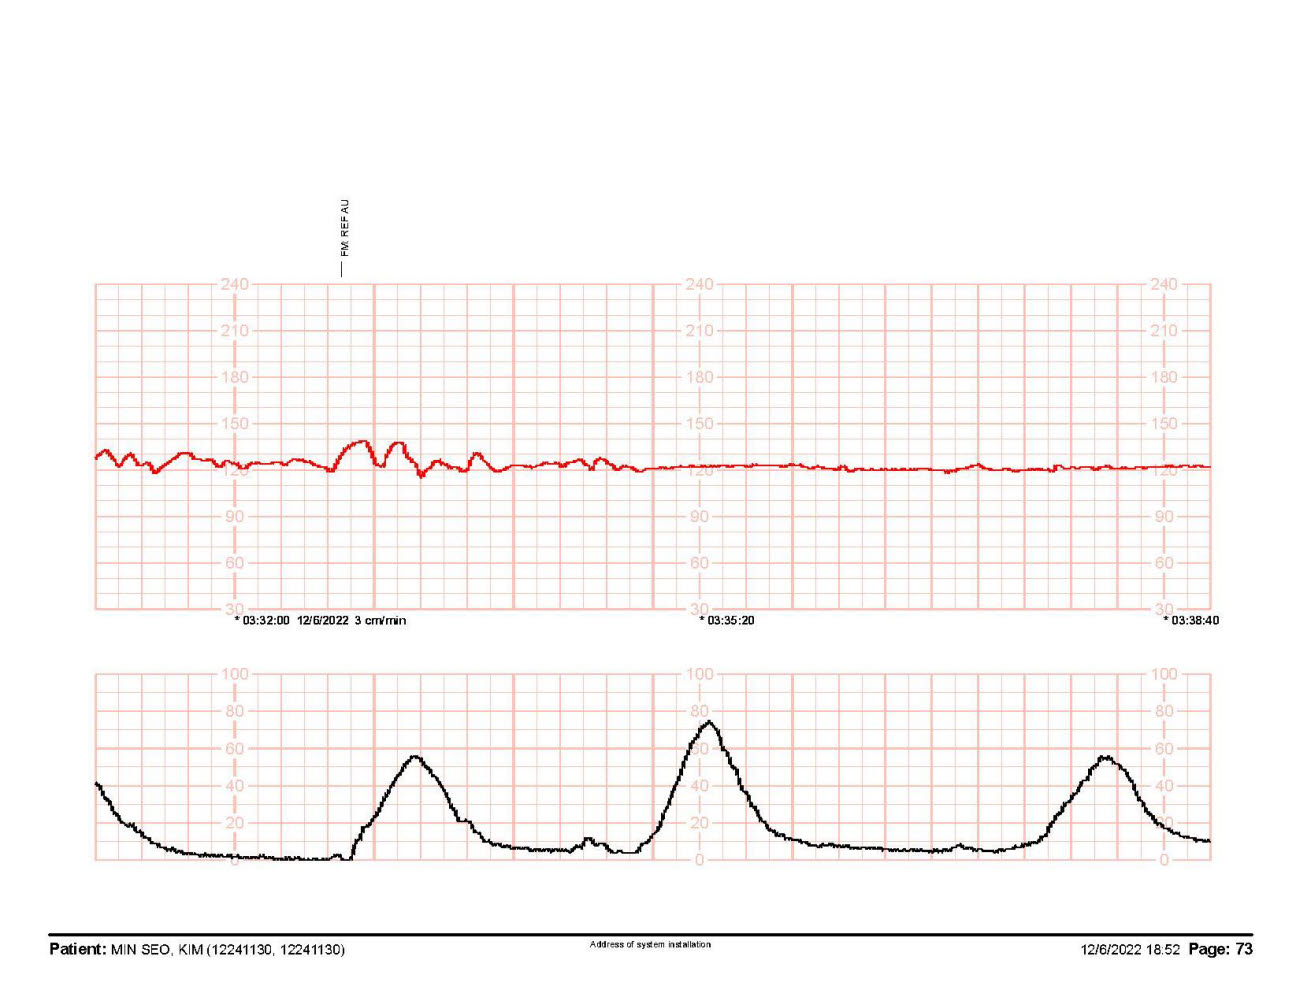 FM: REF AU
240 240 240
210 210 210
180 180 180
150 150 150
120 120 120
90 90 90
60 60 60
30 30 30
* 03:32:00 12/6/2022 3 cm/min * 03:35:20 * 03:38:40
100 100 100
80 80 80
60 60 60
40 40 40
20 20 20
0 0 0
Patient: MIN SEO, KIM (12241130, 12241130) Address of system installation 12/6/2022 18:52 Page: 73